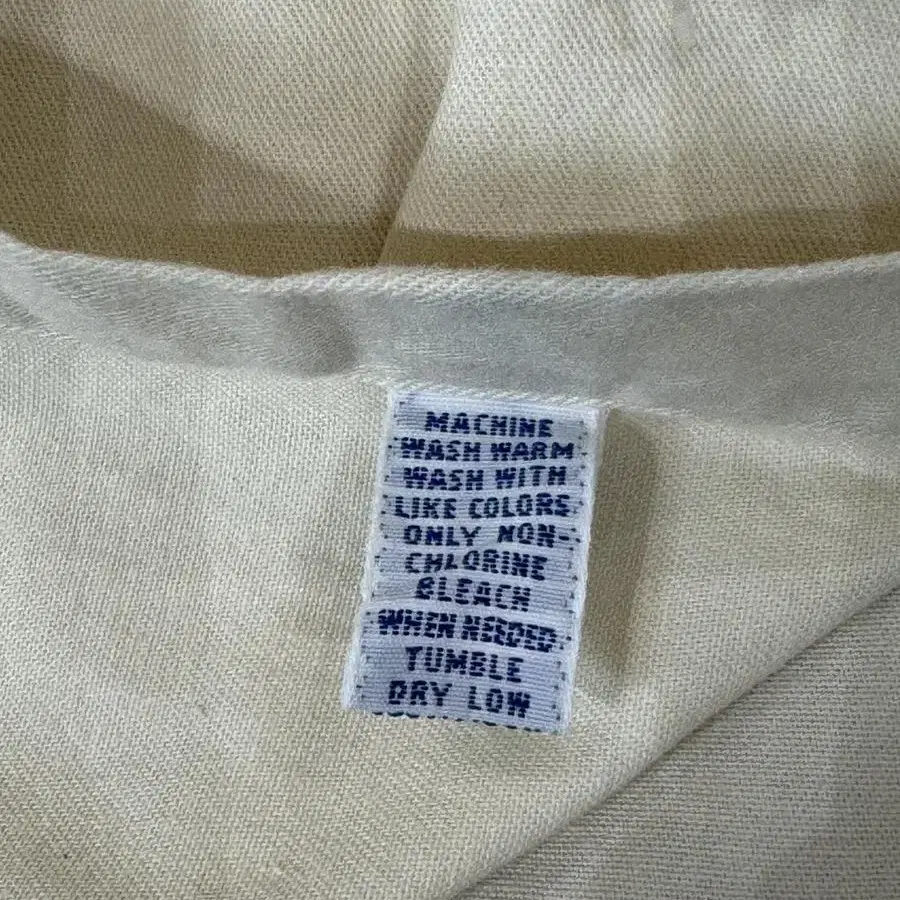 MACHINE
WASH WARM
WASH WITH
LIKE COLORS
ONLY NON-
CHLORINE
BLEACH
WHEN NEEDED
TUMBLE
DRY LOW